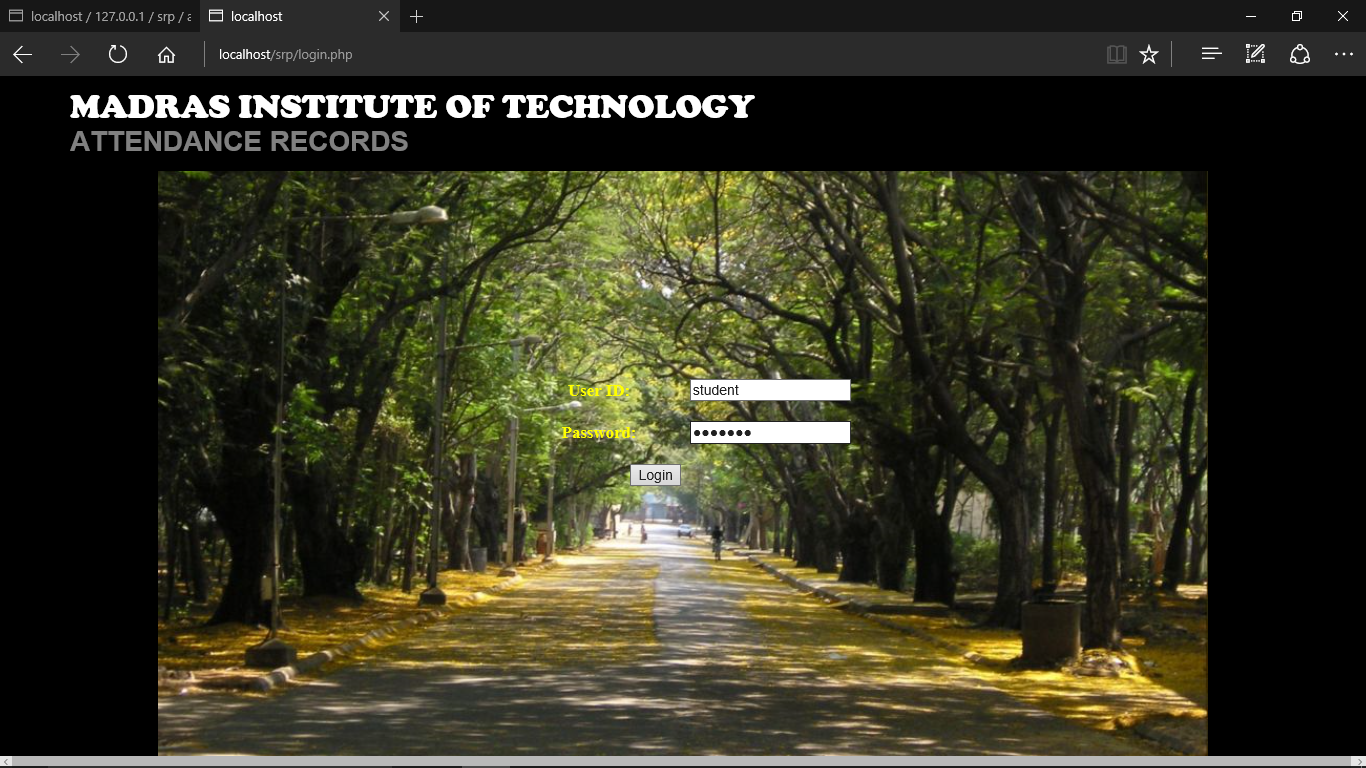 localhost / 127.0.0.1 / srp / a
localhost
localhost/srp/login.php
MADRAS INSTITUTE OF TECHNOLOGY
ATTENDANCE RECORDS
User ID: student
Password: ●●●●●●●
Login